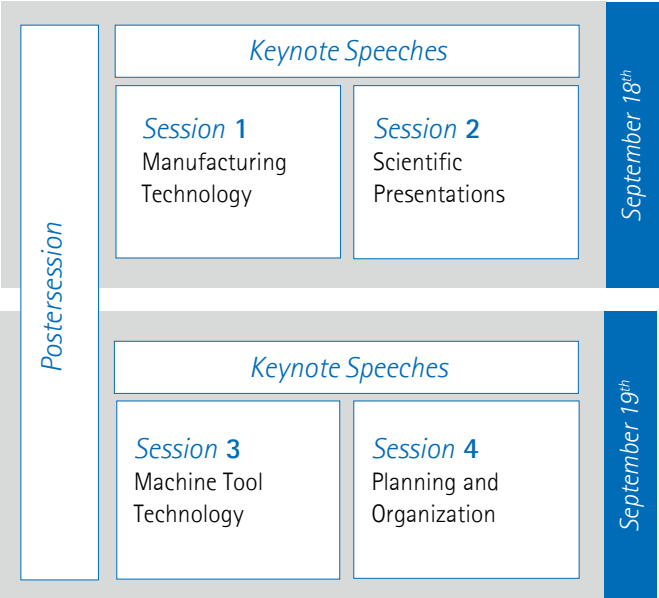 Postersession
Keynote Speeches
Session 1
Manufacturing
Technology
Session 2
Scientific
Presentations
September 18th
Keynote Speeches
Session 3
Machine Tool
Technology
Session 4
Planning and
Organization
September 19th